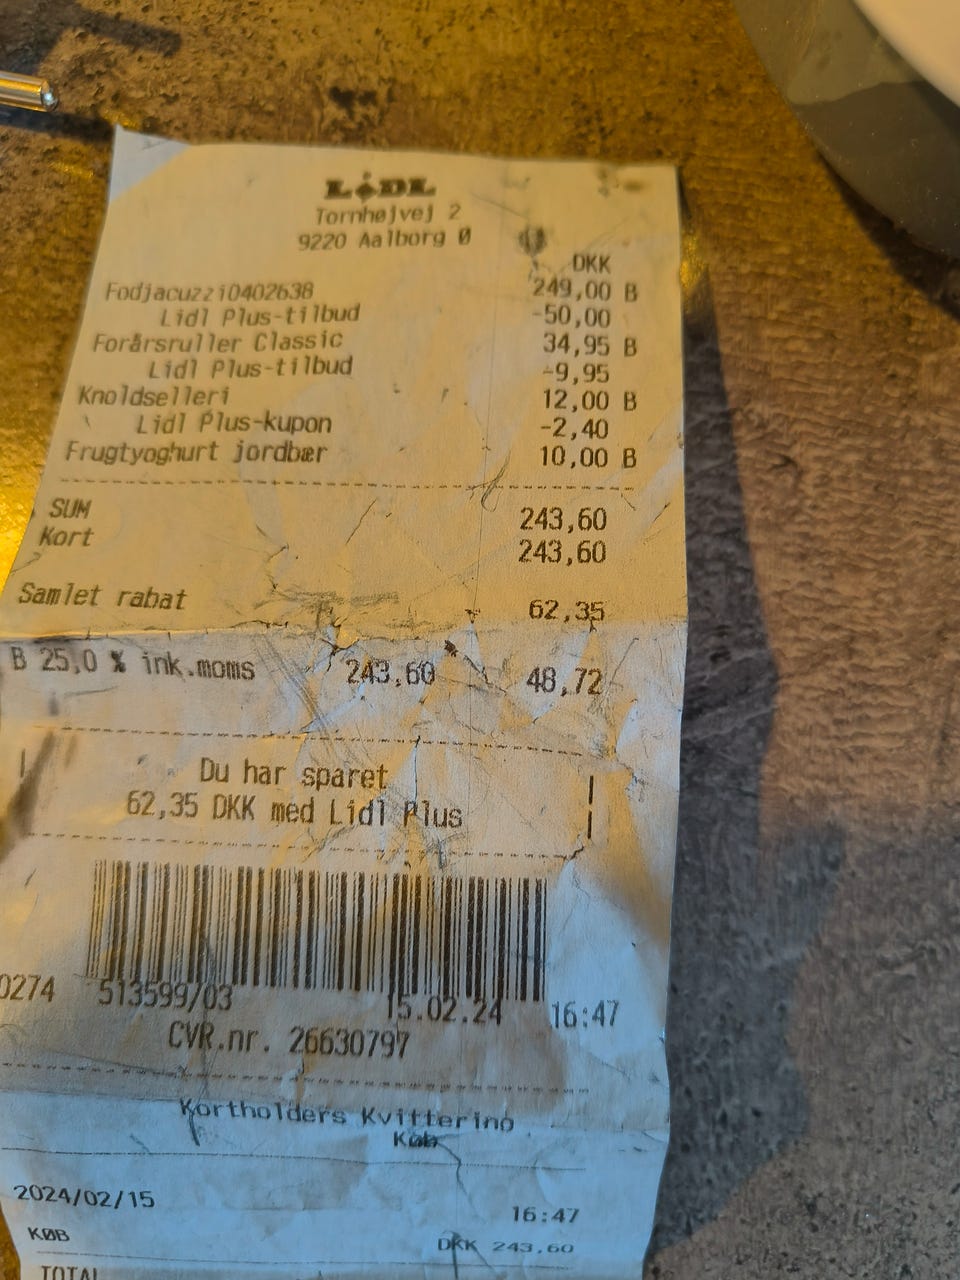 LIDL
Tornhøjvej 2
9220 Aalborg Ø
DKK
Fodjacuzzi0402638 249,00 B
Lidl Plus-tilbud -50,00
Forårsruller Classic 34,95 B
Lidl Plus-tilbud -9,95
Knoldselleri 12,00 B
Lidl Plus-kupon -2,40
Frugtyoghurt jordbær 10,00 B
SUM 243,60
Kort 243,60
Samlet rabat 62,35
B 25,0 % ink.moms 243,60 48,72
Du har sparet
62,35 DKK med Lidl Plus
0274 513599/03 15.02.24 16:47
CVR.nr. 26630797
Kortholders Kvittering
Køb
2024/02/15 16:47
KØB DKK 243,60
TOTAL